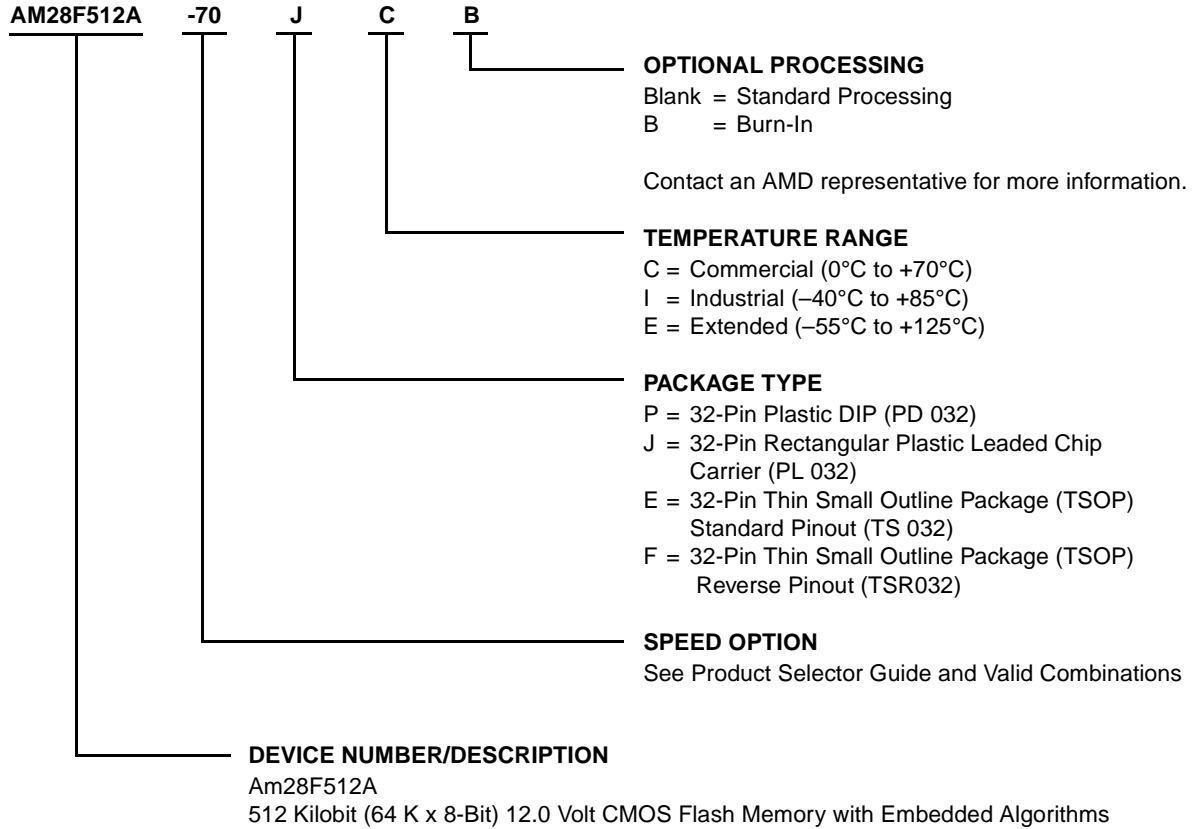 AM28F512A -70 J C B
OPTIONAL PROCESSING
Blank = Standard Processing
B = Burn-In
Contact an AMD representative for more information.
TEMPERATURE RANGE
C = Commercial (0°C to +70°C)
I = Industrial (–40°C to +85°C)
E = Extended (–55°C to +125°C)
PACKAGE TYPE
P = 32-Pin Plastic DIP (PD 032)
J = 32-Pin Rectangular Plastic Leaded Chip
Carrier (PL 032)
E = 32-Pin Thin Small Outline Package (TSOP)
Standard Pinout (TS 032)
F = 32-Pin Thin Small Outline Package (TSOP)
Reverse Pinout (TSR032)
SPEED OPTION
See Product Selector Guide and Valid Combinations
DEVICE NUMBER/DESCRIPTION
Am28F512A
512 Kilobit (64 K x 8-Bit) 12.0 Volt CMOS Flash Memory with Embedded Algorithms